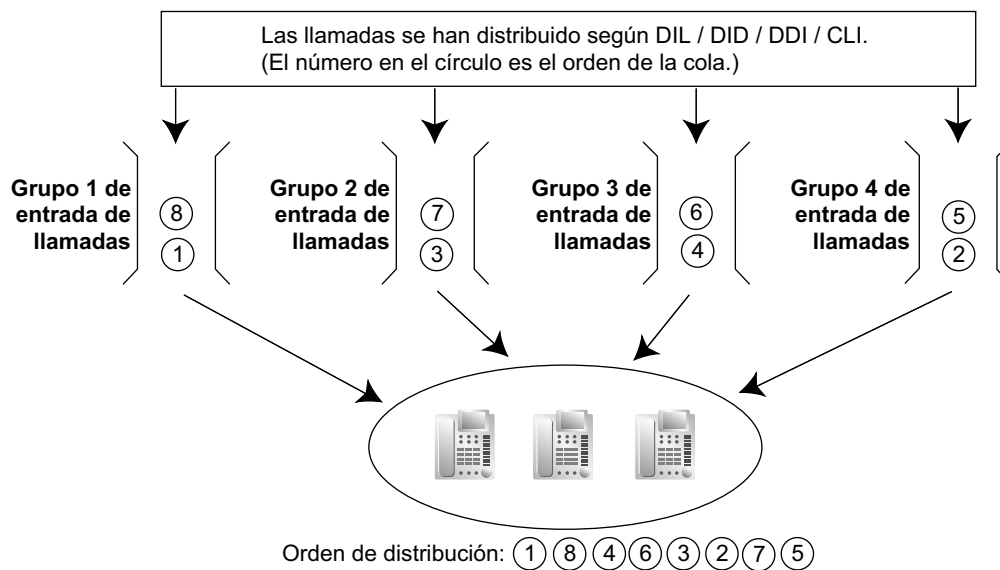 Las llamadas se han distribuido según DIL / DID / DDI / CLI.
(El número en el círculo es el orden de la cola.)
Grupo 1 de
entrada de
llamadas
8
1
Grupo 2 de
entrada de
llamadas
7
3
Grupo 3 de
entrada de
llamadas
6
4
Grupo 4 de
entrada de
llamadas
5
2
Orden de distribución: 1 8 4 6 3 2 7 5